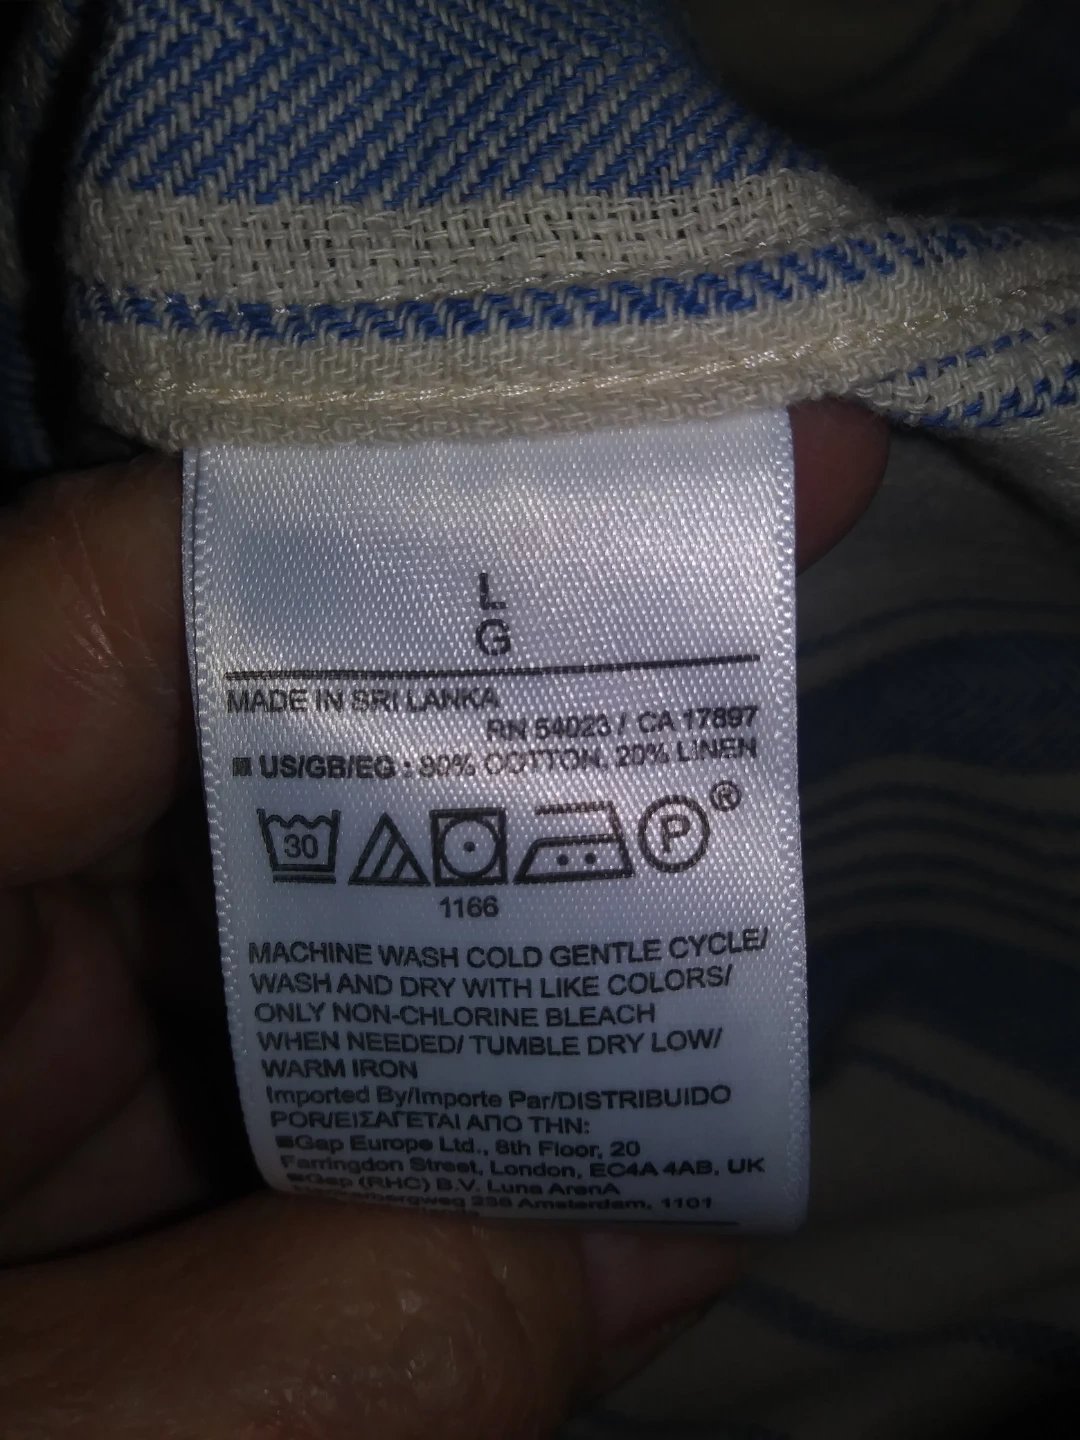 L
G
MADE IN SRI LANKA
RN 54023 / CA 17897
US/GB/EG : 80% COTTON, 20% LINEN
30 P ®
1166
MACHINE WASH COLD GENTLE CYCLE/
WASH AND DRY WITH LIKE COLORS/
ONLY NON-CHLORINE BLEACH
WHEN NEEDED/ TUMBLE DRY LOW/
WARM IRON
Imported By/Importe Par/DISTRIBUIDO
POR/ΕΙΣΑΓΕΤΑΙ ΑΠΟ ΤΗΝ:
■Gap Europe Ltd., 8th Floor, 20
Farringdon Street, London, EC4A 4AB, UK
■Gap (RHC) B.V. Luna ArenA
238 Amsterdam, 1101